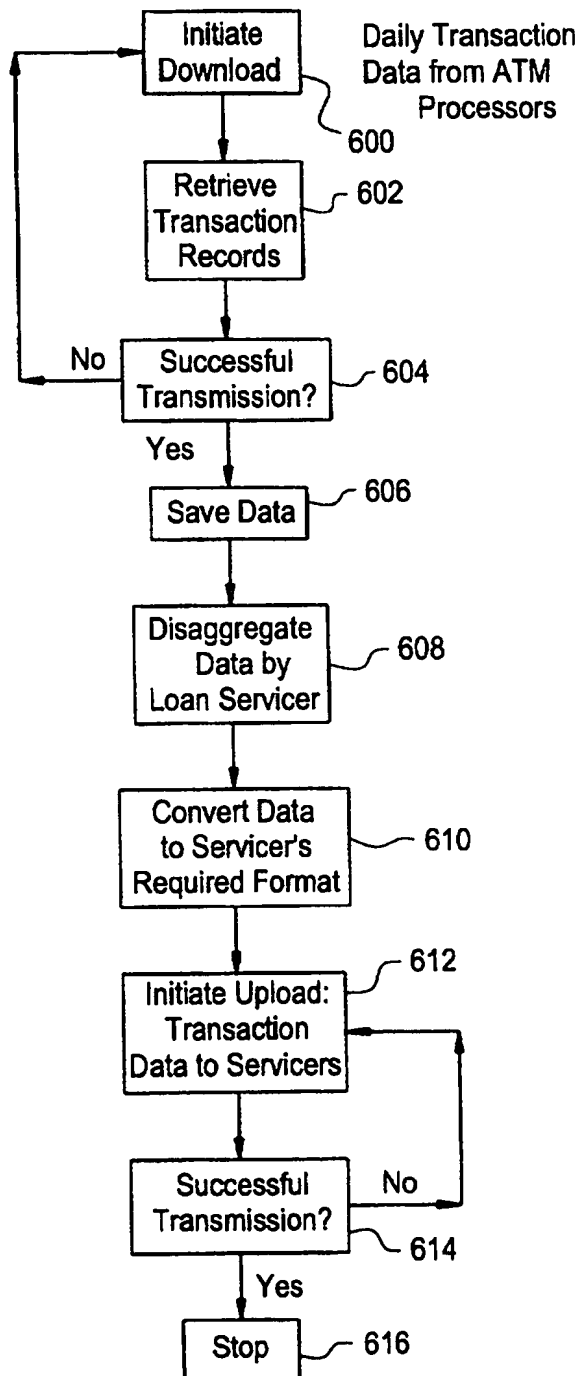 Initiate
Download
Daily Transaction
Data from ATM
Processors
600
Retrieve
Transaction
Records
602
No
Successful
Transmission?
604
Yes
606
Save Data
Disaggregate
Data by
Loan Servicer
608
Convert Data
to Servicer's
Required Format
610
612
Initiate Upload:
Transaction
Data to Servicers
Successful
Transmission?
No
614
Yes
Stop
616